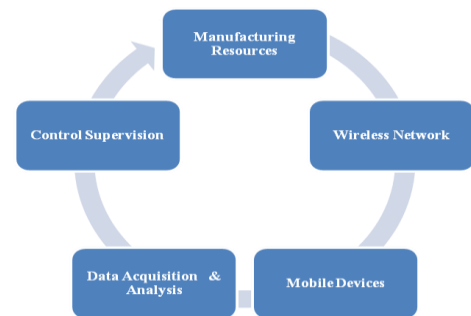 Manufacturing
Resources
Wireless Network
Mobile Devices
Data Acquisition &
Analysis
Control Supervision